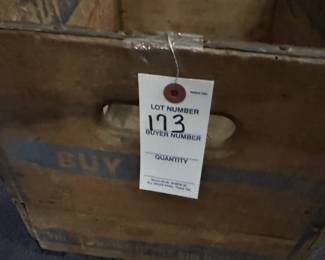 LOT NUMBER
173
BUYER NUMBER
QUANTITY
BUY